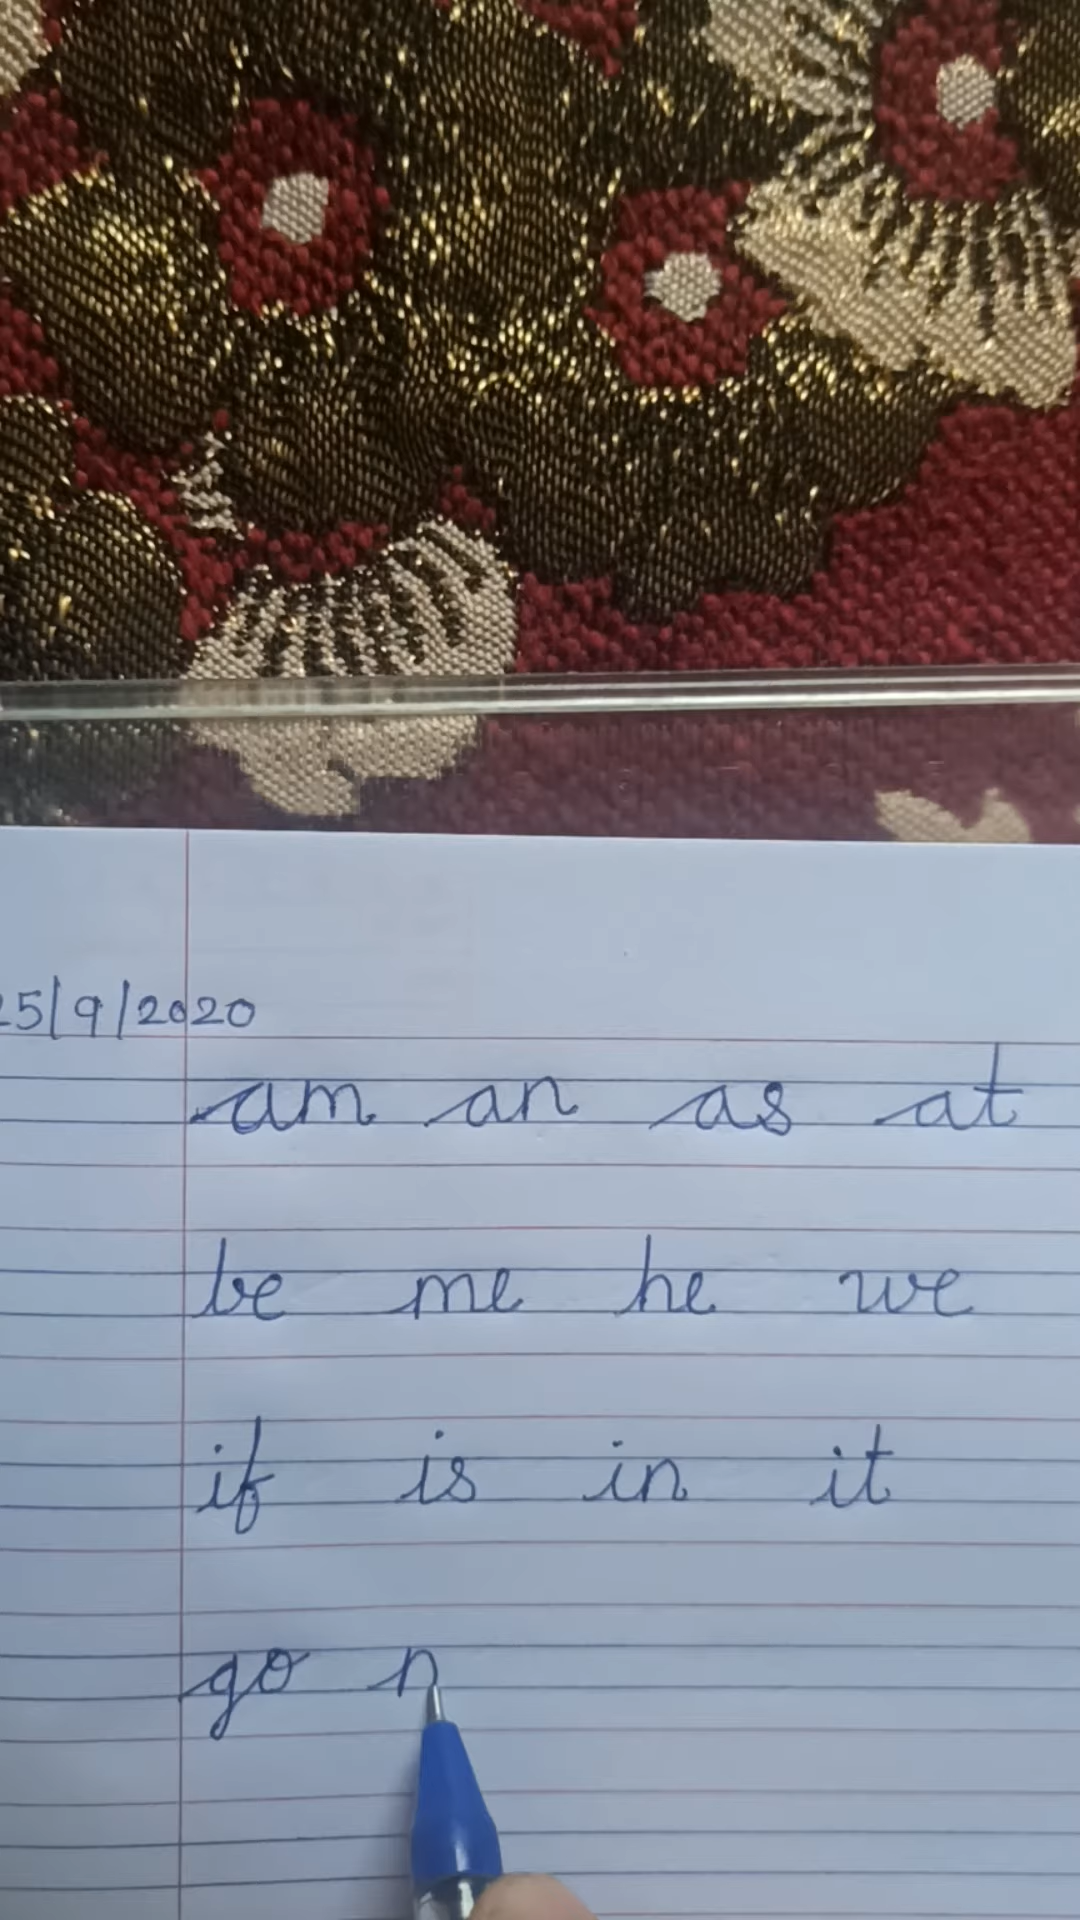 25/9/2020
am an as at
be me he we
if is in it
go n